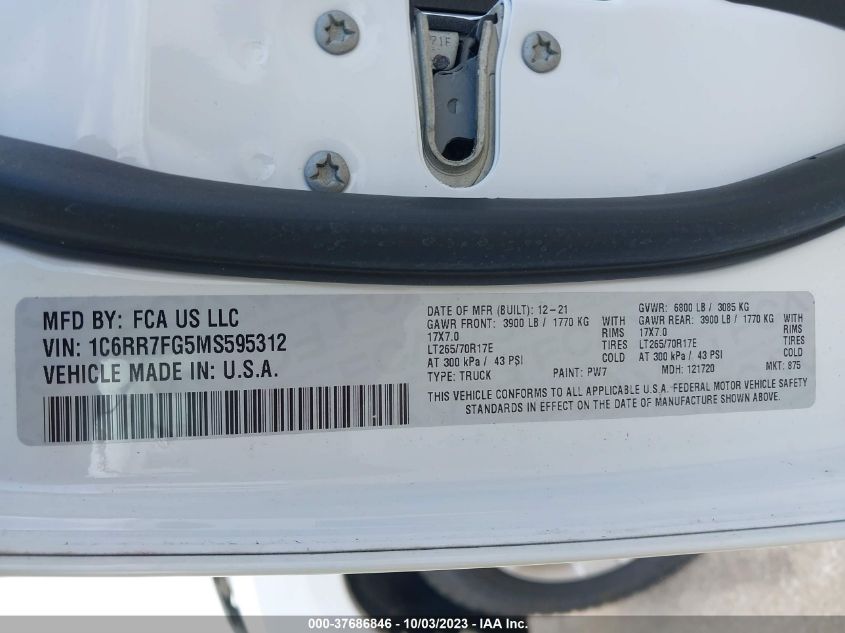 71F
MFD BY: FCA US LLC
VIN: 1C6RR7FG5MS595312
VEHICLE MADE IN: U.S.A.
DATE OF MFR (BUILT): 12-21
GAWR FRONT: 3900 LB / 1770 KG WITH
17X7.0 RIMS
LT265/70R17E TIRES
AT 300 kPa / 43 PSI COLD
TYPE: TRUCK PAINT: PW7
GVWR: 6800 LB / 3085 KG
GAWR REAR: 3900 LB / 1770 KG WITH
17X7.0 RIMS
LT265/70R17E TIRES
AT 300 kPa / 43 PSI COLD
MDH: 121720 MKT: 875
THIS VEHICLE CONFORMS TO ALL APPLICABLE U.S.A. FEDERAL MOTOR VEHICLE SAFETY
STANDARDS IN EFFECT ON THE DATE OF MANUFACTURE SHOWN ABOVE.
000-37686846 - 10/03/2023 - IAA Inc.